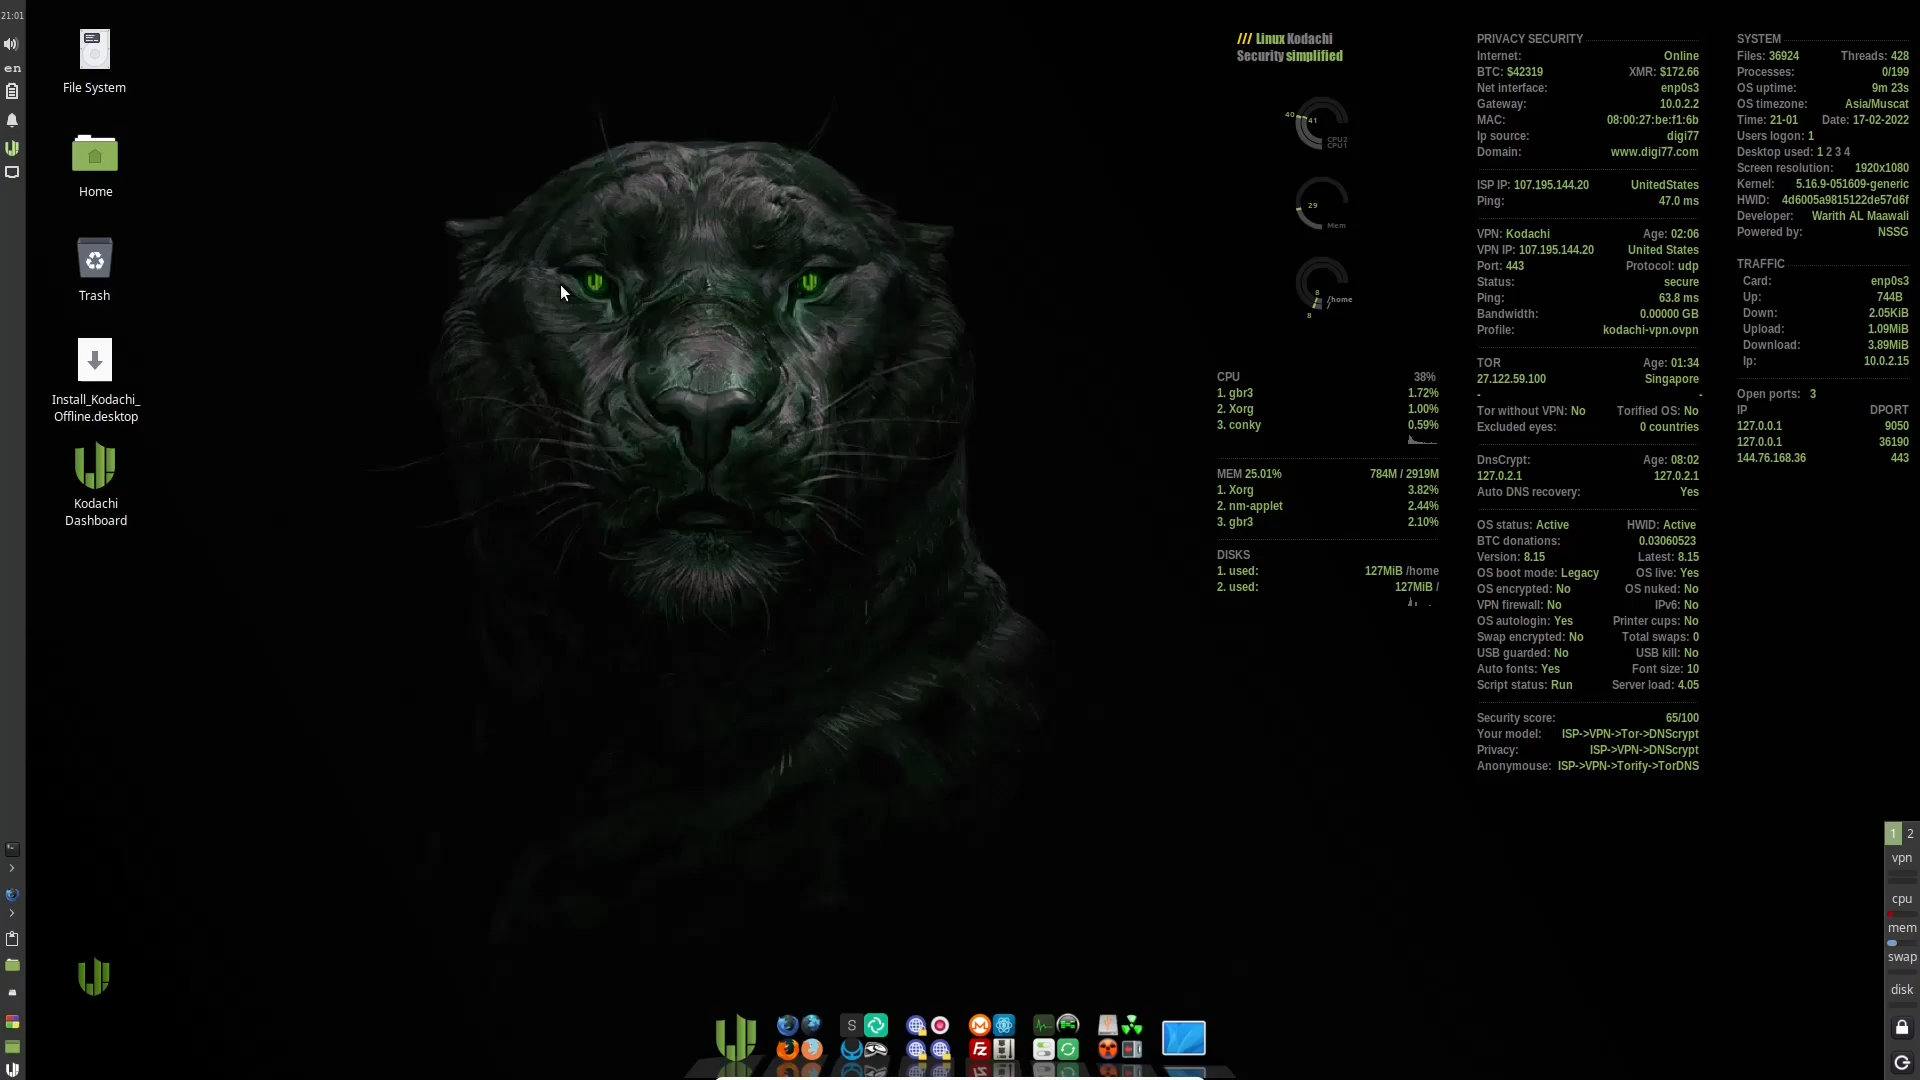 21:01
en
File System
Home
Trash
Install_Kodachi_
Offline.desktop
Kodachi
Dashboard
/// Linux Kodachi
Security simplified
40
41
CPU2
CPU1
29
Mem
8
/home
8
CPU 38%
1. gbr3 1.72%
2. Xorg 1.00%
3. conky 0.59%
MEM 25.01% 784M / 2919M
1. Xorg 3.82%
2. nm-applet 2.44%
3. gbr3 2.10%
DISKS
1. used: 127MiB /home
2. used: 127MiB /
PRIVACY SECURITY
Internet: Online
BTC: $42319 XMR: $172.66
Net interface: enp0s3
Gateway: 10.0.2.2
MAC: 08:00:27:be:f1:6b
Ip source: digi77
Domain: www.digi77.com
ISP IP: 107.195.144.20 UnitedStates
Ping: 47.0 ms
VPN: Kodachi Age: 02:06
VPN IP: 107.195.144.20 United States
Port: 443 Protocol: udp
Status: secure
Ping: 63.8 ms
Bandwidth: 0.00000 GB
Profile: kodachi-vpn.ovpn
TOR Age: 01:34
27.122.59.100 Singapore
- -
Tor without VPN: No Torified OS: No
Excluded eyes: 0 countries
DnsCrypt: Age: 08:02
127.0.2.1 127.0.2.1
Auto DNS recovery: Yes
OS status: Active HWID: Active
BTC donations: 0.03060523
Version: 8.15 Latest: 8.15
OS boot mode: Legacy OS live: Yes
OS encrypted: No OS nuked: No
VPN firewall: No IPv6: No
OS autologin: Yes Printer cups: No
Swap encrypted: No Total swaps: 0
USB guarded: No USB kill: No
Auto fonts: Yes Font size: 10
Script status: Run Server load: 4.05
Security score: 65/100
Your model: ISP->VPN->Tor->DNScrypt
Privacy: ISP->VPN->DNScrypt
Anonymouse: ISP->VPN->Torify->TorDNS
SYSTEM
Files: 36924 Threads: 428
Processes: 0/199
OS uptime: 9m 23s
OS timezone: Asia/Muscat
Time: 21-01 Date: 17-02-2022
Users logon: 1
Desktop used: 1 2 3 4
Screen resolution: 1920x1080
Kernel: 5.16.9-051609-generic
HWID: 4d6005a9815122de57d6f
Developer: Warith AL Maawali
Powered by: NSSG
TRAFFIC
Card: enp0s3
Up: 744B
Down: 2.05KiB
Upload: 1.09MiB
Download: 3.89MiB
Ip: 10.0.2.15
Open ports: 3
IP DPORT
127.0.0.1 9050
127.0.0.1 36190
144.76.168.36 443
1 2
vpn
cpu
mem
swap
disk